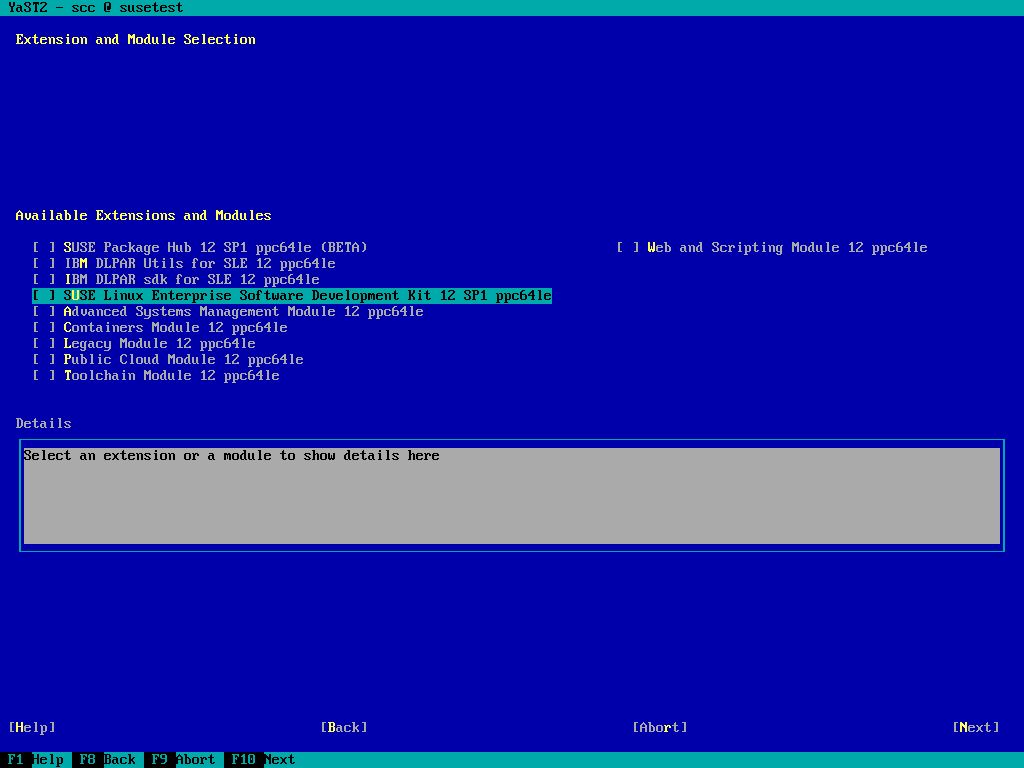 YaST2 - scc @ susetest
Extension and Module Selection
Available Extensions and Modules
[ ] SUSE Package Hub 12 SP1 ppc64le (BETA) [ ] Web and Scripting Module 12 ppc64le
[ ] IBM DLPAR Utils for SLE 12 ppc64le
[ ] IBM DLPAR sdk for SLE 12 ppc64le
[ ] SUSE Linux Enterprise Software Development Kit 12 SP1 ppc64le
[ ] Advanced Systems Management Module 12 ppc64le
[ ] Containers Module 12 ppc64le
[ ] Legacy Module 12 ppc64le
[ ] Public Cloud Module 12 ppc64le
[ ] Toolchain Module 12 ppc64le
Details
Select an extension or a module to show details here
[Help] [Back] [Abort] [Next]
F1 Help F8 Back F9 Abort F10 Next